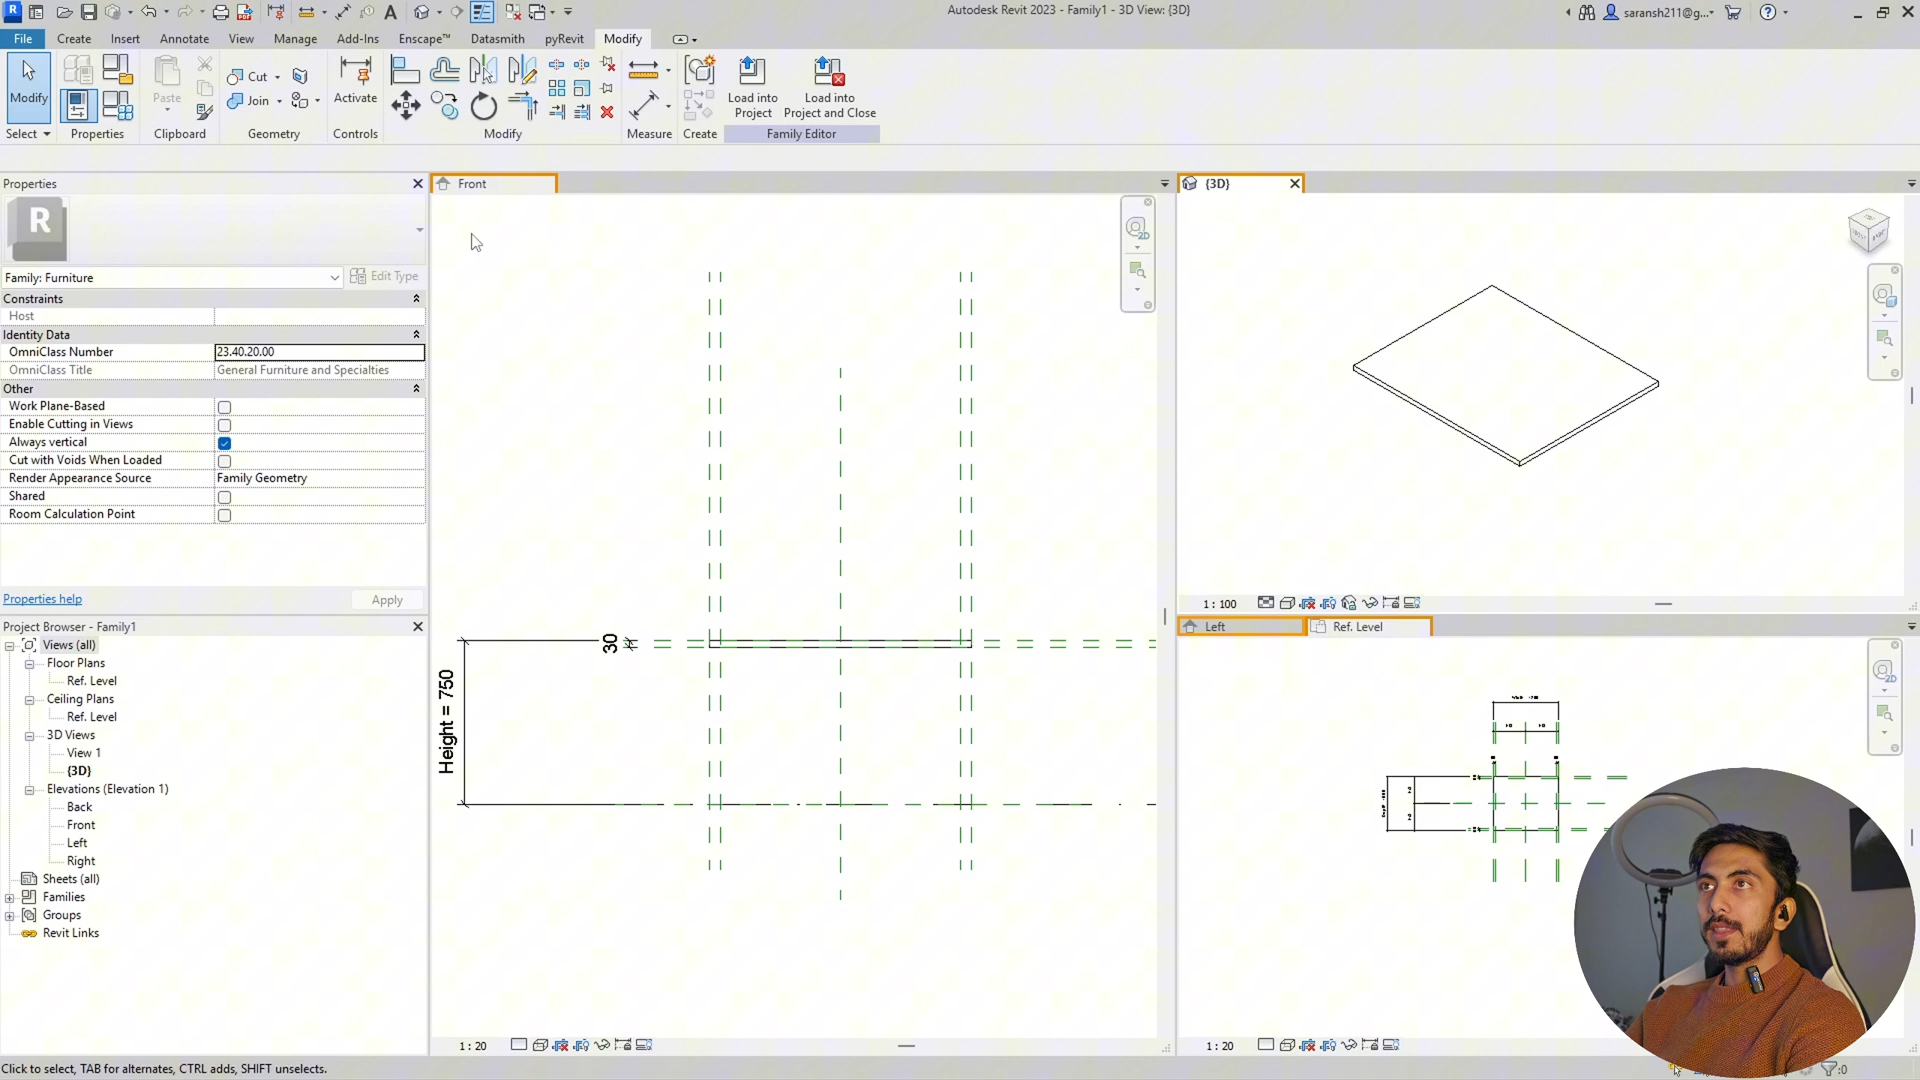 Autodesk Revit 2023 - Family1 - 3D View: {3D}
saransh211@g...
File Create Insert Annotate View Manage Add-Ins Enscape™ Datasmith pyRevit Modify
Modify
Paste
Cut
Join
Activate
Load into Project
Load into Project and Close
Select Properties Clipboard Geometry Controls Modify Measure Create Family Editor
Properties
R
Family: Furniture
Edit Type
Constraints
Host
Identity Data
OmniClass Number 23.40.20.00
OmniClass Title General Furniture and Specialties
Other
Work Plane-Based
Enable Cutting in Views
Always vertical
Cut with Voids When Loaded
Render Appearance Source Family Geometry
Shared
Room Calculation Point
Properties help
Apply
Project Browser - Family1
Views (all)
Floor Plans
Ref. Level
Ceiling Plans
Ref. Level
3D Views
View 1
{3D}
Elevations (Elevation 1)
Back
Front
Left
Right
Sheets (all)
Families
Groups
Revit Links
Front
2D
30
Height = 750
1 : 20
{3D}
1 : 100
Left
Ref. Level
2D
1 : 20
Click to select, TAB for alternates, CTRL adds, SHIFT unselects.
:0